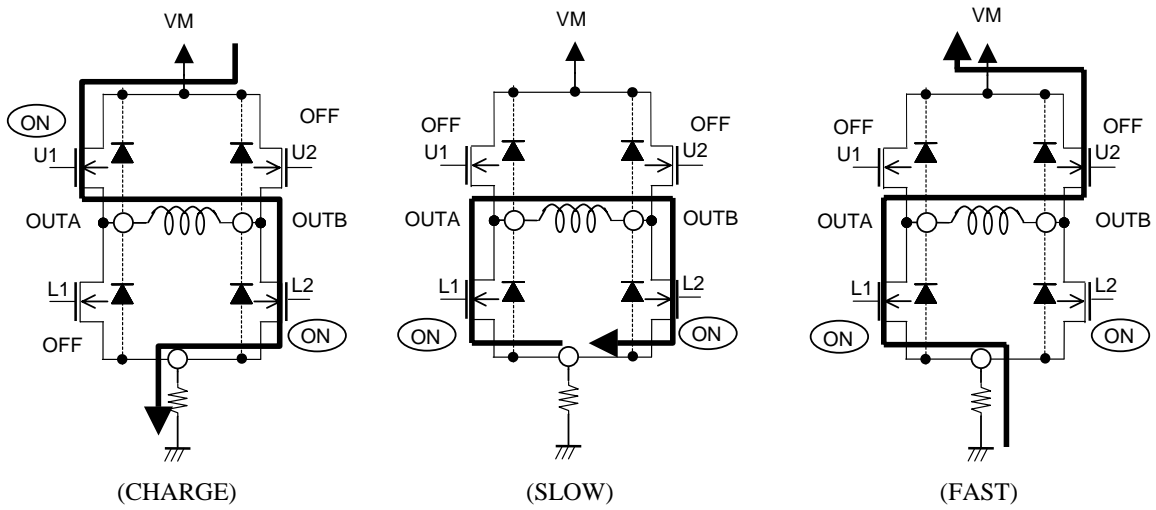 VM
ON
OFF
U1
U2
OUTA
OUTB
L1
L2
OFF
ON
(CHARGE)
VM
OFF
OFF
U1
U2
OUTA
OUTB
L1
L2
ON
ON
(SLOW)
VM
OFF
OFF
U1
U2
OUTA
OUTB
L1
L2
ON
ON
(FAST)